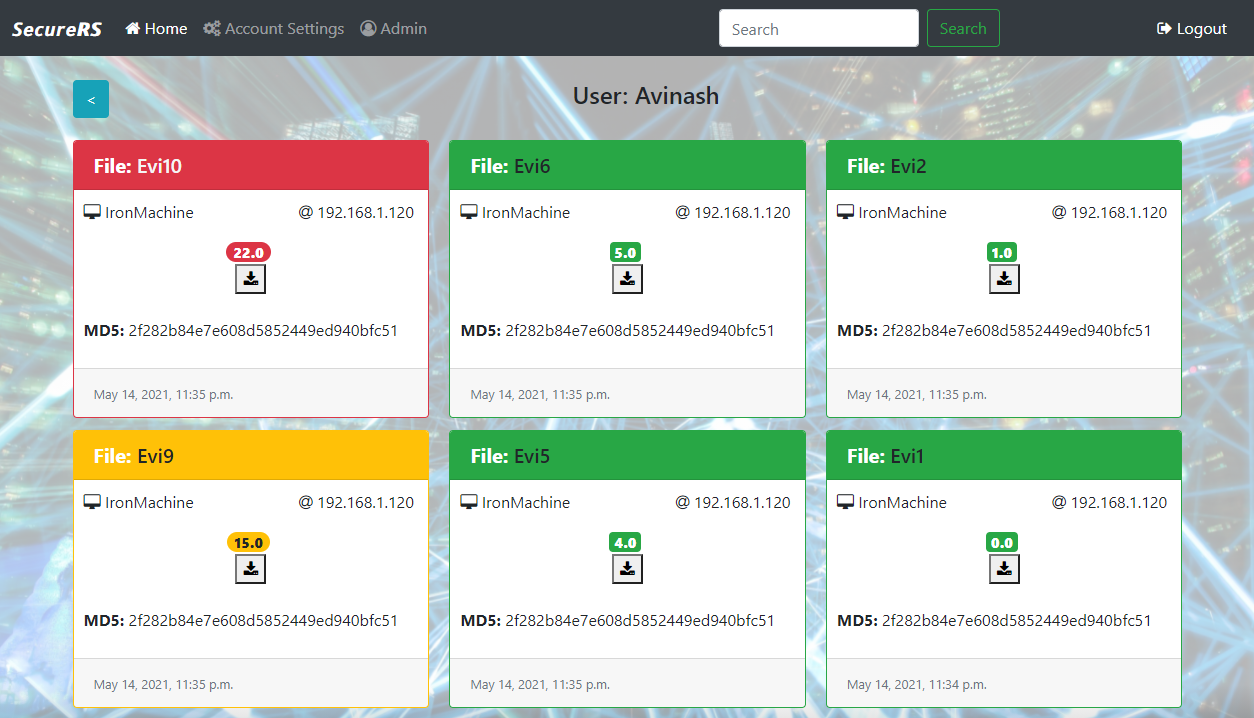 SecureRS Home Account Settings Admin Search Search Logout
<
User: Avinash
File: Evi10
IronMachine @ 192.168.1.120
22.0
MD5: 2f282b84e7e608d5852449ed940bfc51
May 14, 2021, 11:35 p.m.
File: Evi6
IronMachine @ 192.168.1.120
5.0
MD5: 2f282b84e7e608d5852449ed940bfc51
May 14, 2021, 11:35 p.m.
File: Evi2
IronMachine @ 192.168.1.120
1.0
MD5: 2f282b84e7e608d5852449ed940bfc51
May 14, 2021, 11:35 p.m.
File: Evi9
IronMachine @ 192.168.1.120
15.0
MD5: 2f282b84e7e608d5852449ed940bfc51
May 14, 2021, 11:35 p.m.
File: Evi5
IronMachine @ 192.168.1.120
4.0
MD5: 2f282b84e7e608d5852449ed940bfc51
May 14, 2021, 11:35 p.m.
File: Evi1
IronMachine @ 192.168.1.120
0.0
MD5: 2f282b84e7e608d5852449ed940bfc51
May 14, 2021, 11:34 p.m.